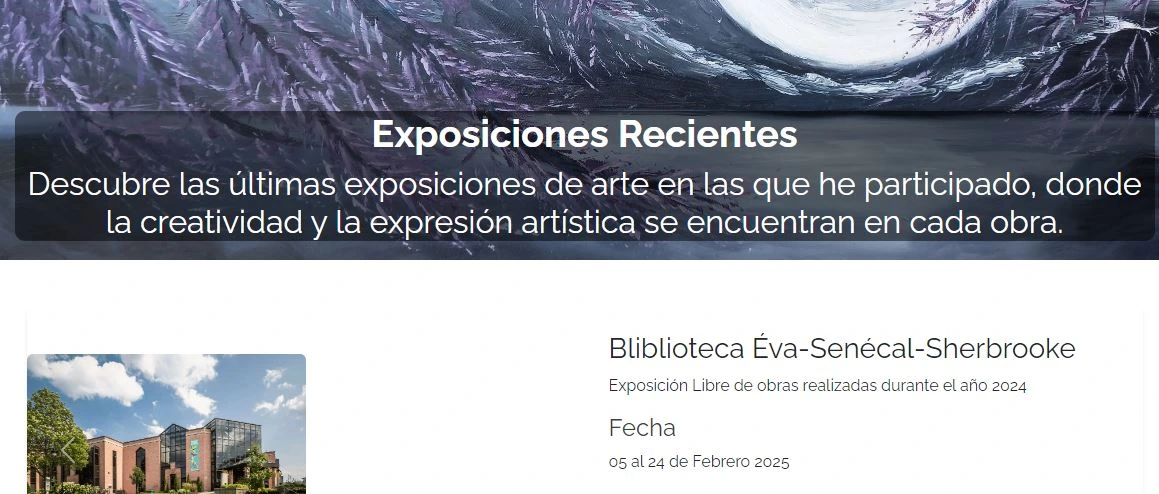 Exposiciones Recientes
Descubre las últimas exposiciones de arte en las que he participado, donde
la creatividad y la expresión artística se encuentran en cada obra.
Bliblioteca Éva-Senécal-Sherbrooke
Exposición Libre de obras realizadas durante el año 2024
Fecha
05 al 24 de Febrero 2025